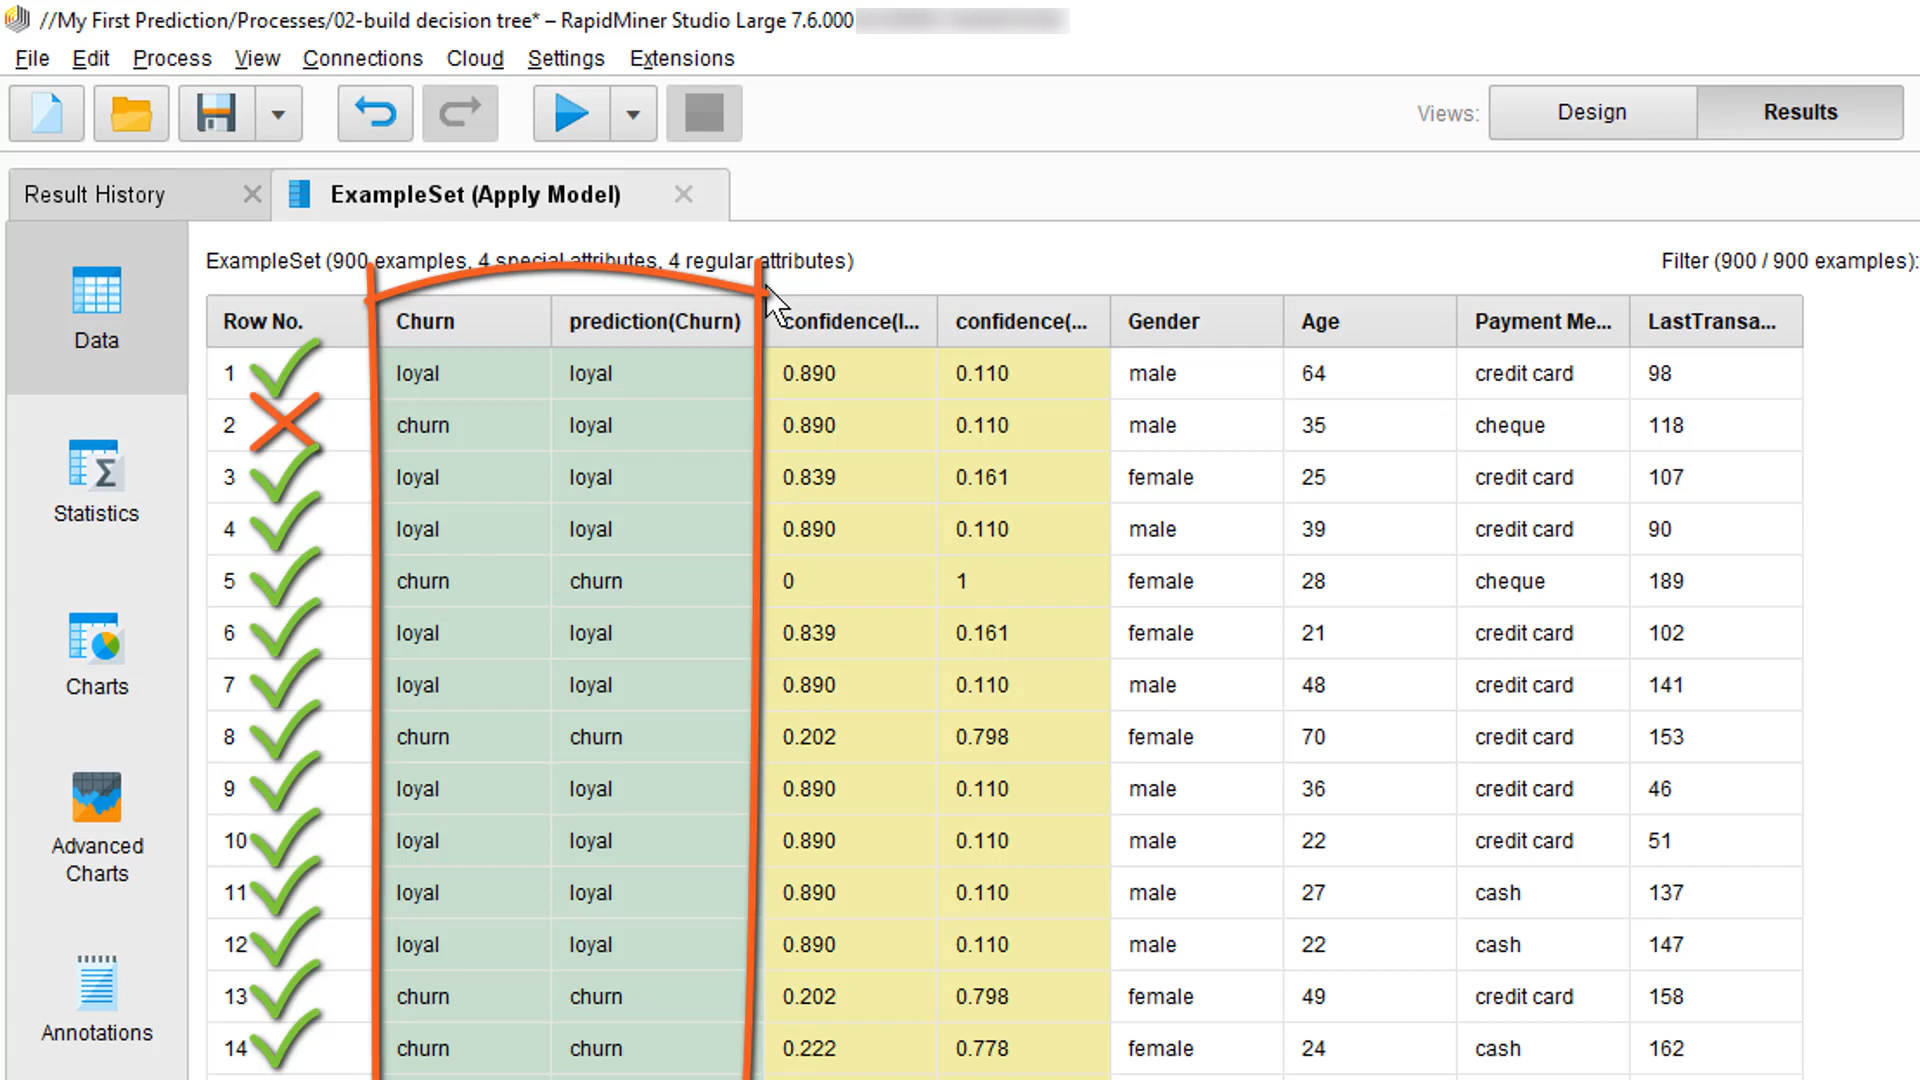 //My First Prediction/Processes/02-build decision tree* – RapidMiner Studio Large 7.6.000
File Edit Process View Connections Cloud Settings Extensions
Views: Design Results
Result History ExampleSet (Apply Model)
ExampleSet (900 examples, 4 special attributes, 4 regular attributes) Filter (900 / 900 examples):
Row No. Churn prediction(Churn) confidence(l... confidence(... Gender Age Payment Me... LastTransa...
1 loyal loyal 0.890 0.110 male 64 credit card 98
2 churn loyal 0.890 0.110 male 35 cheque 118
3 loyal loyal 0.839 0.161 female 25 credit card 107
4 loyal loyal 0.890 0.110 male 39 credit card 90
5 churn churn 0 1 female 28 cheque 189
6 loyal loyal 0.839 0.161 female 21 credit card 102
7 loyal loyal 0.890 0.110 male 48 credit card 141
8 churn churn 0.202 0.798 female 70 credit card 153
9 loyal loyal 0.890 0.110 male 36 credit card 46
10 loyal loyal 0.890 0.110 male 22 credit card 51
11 loyal loyal 0.890 0.110 male 27 cash 137
12 loyal loyal 0.890 0.110 male 22 cash 147
13 churn churn 0.202 0.798 female 49 credit card 158
14 churn churn 0.222 0.778 female 24 cash 162
Data
Statistics
Charts
Advanced
Charts
Annotations